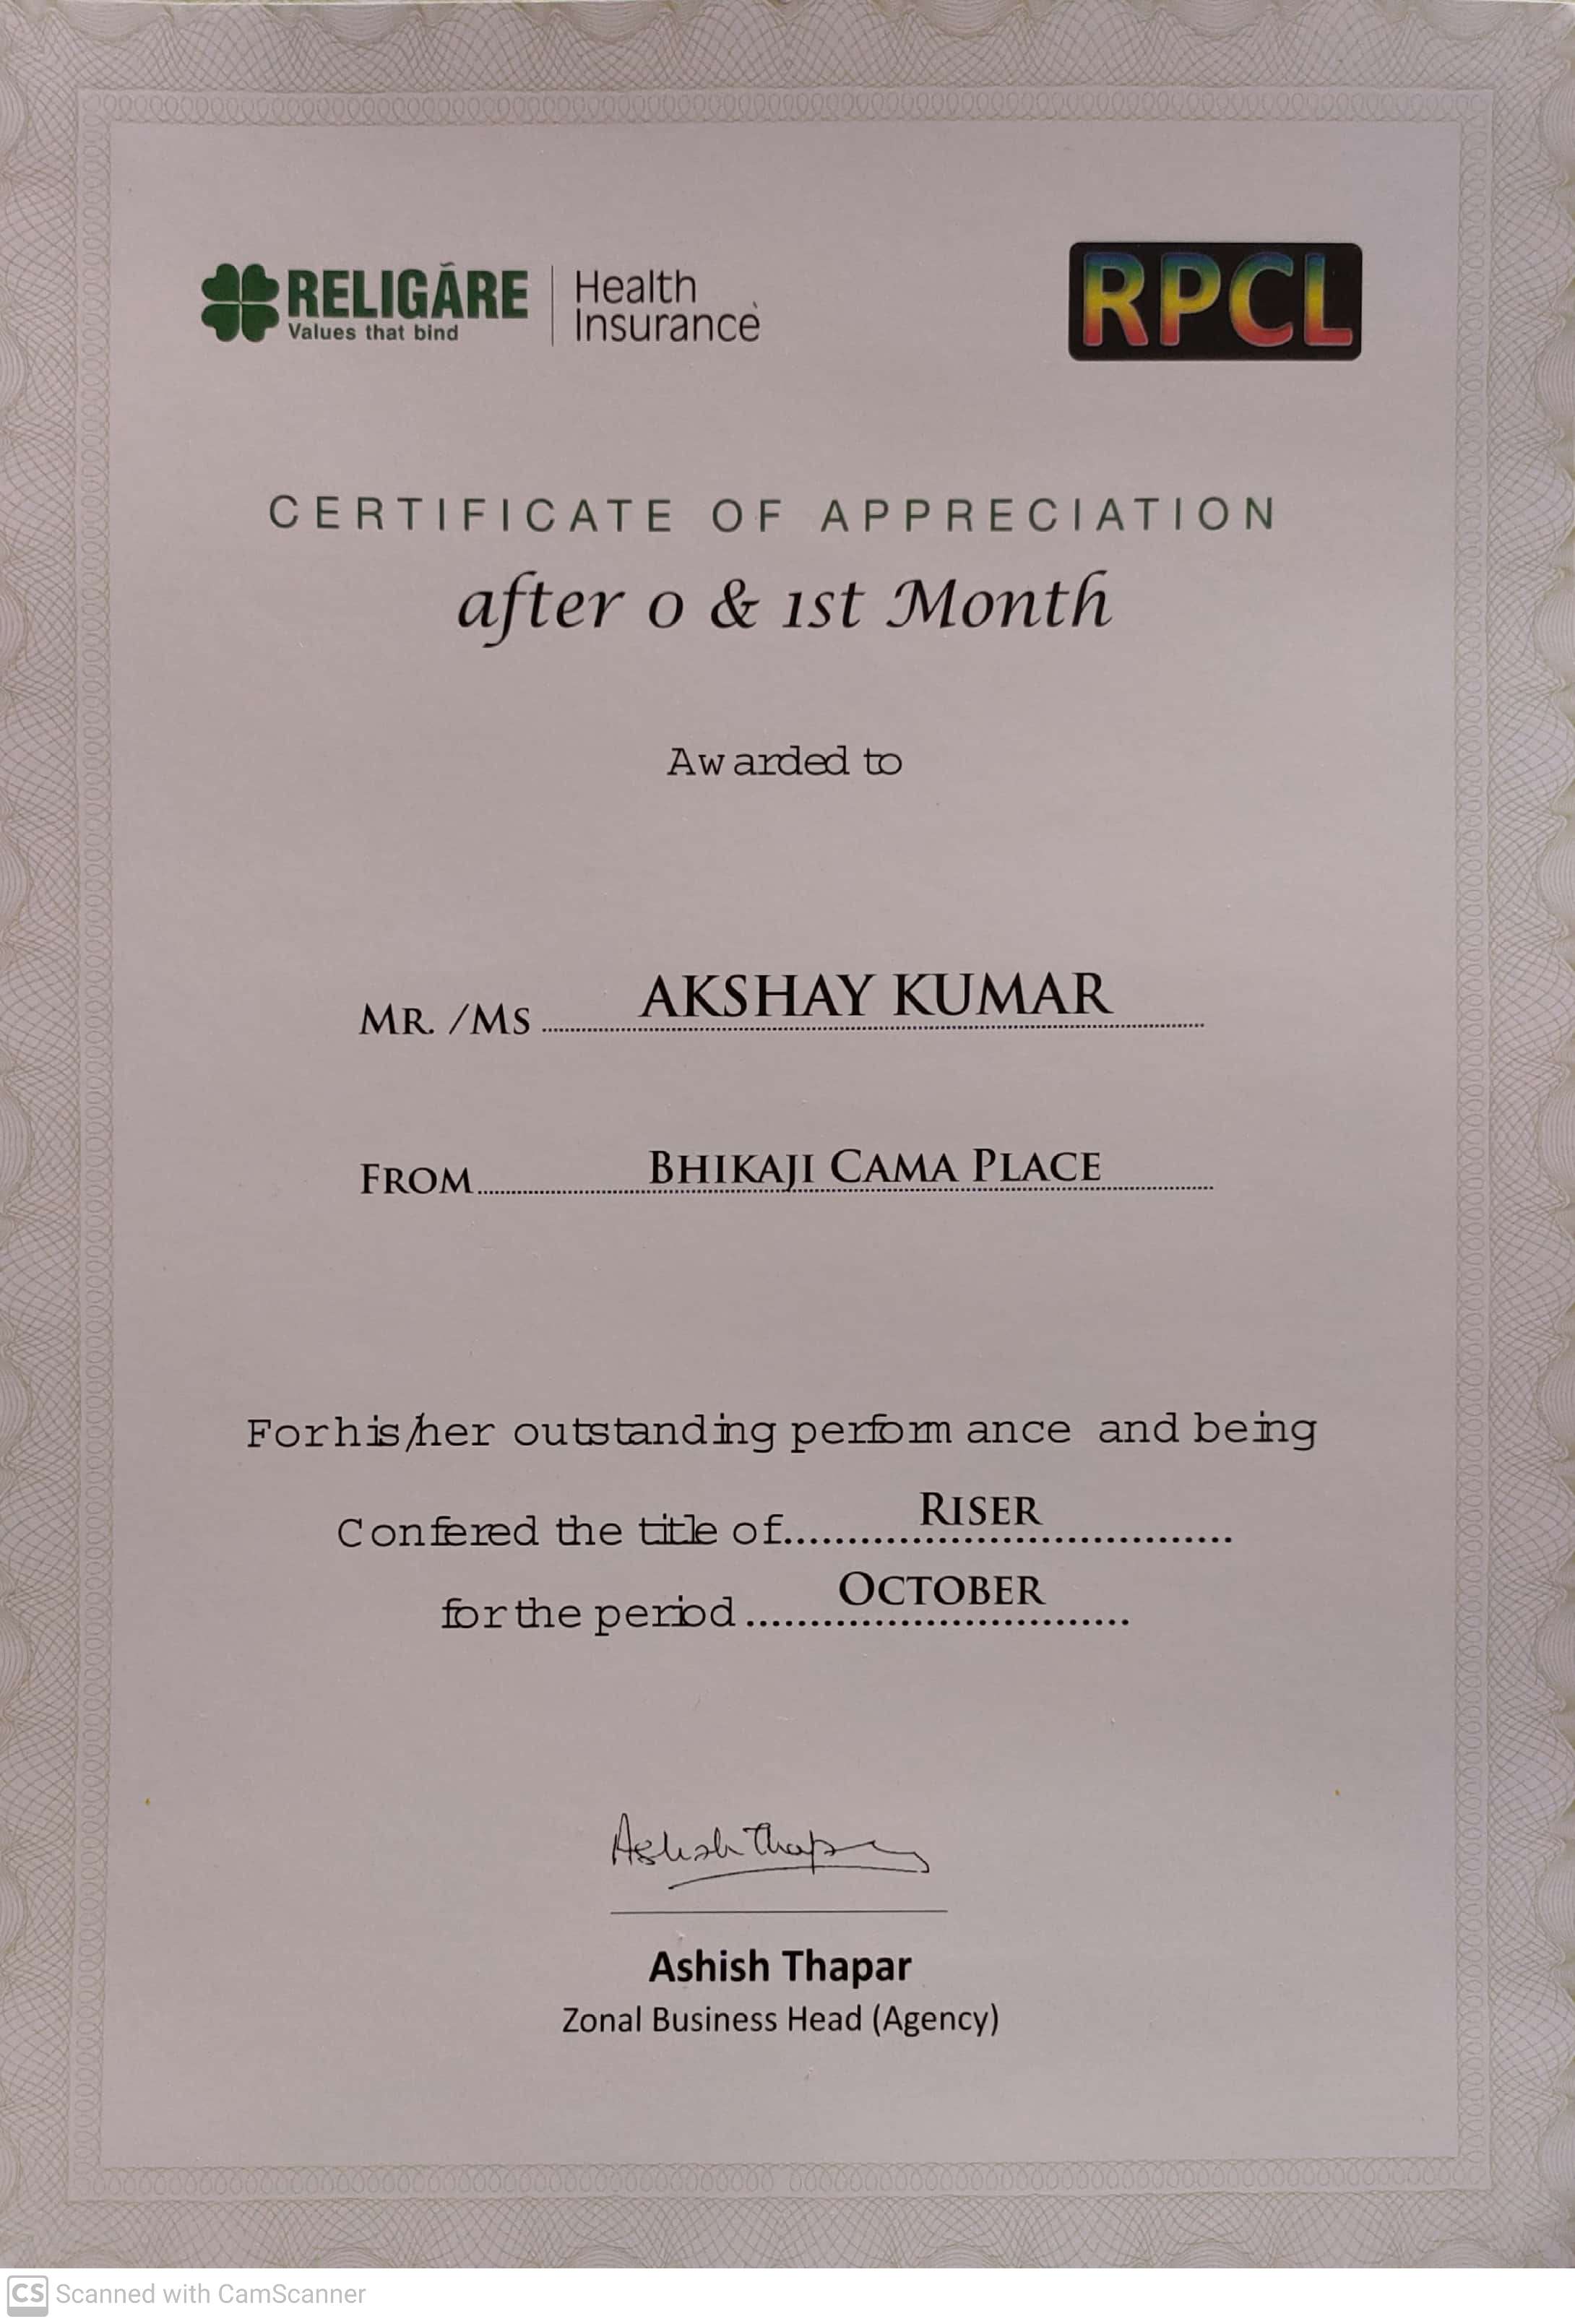 RELIGĀRE
Values that bind
Health
Insurance
RPCL
CERTIFICATE OF APPRECIATION
after 0 & 1st Month
Awarded to
MR. /MS ........ AKSHAY KUMAR ........
FROM ........ BHIKAJI CAMA PLACE ........
For his/her outstanding performance and being
Confered the title of........ RISER ........
for the period ........ OCTOBER ........
Ashish Thapar
Ashish Thapar
Zonal Business Head (Agency)
CS Scanned with CamScanner